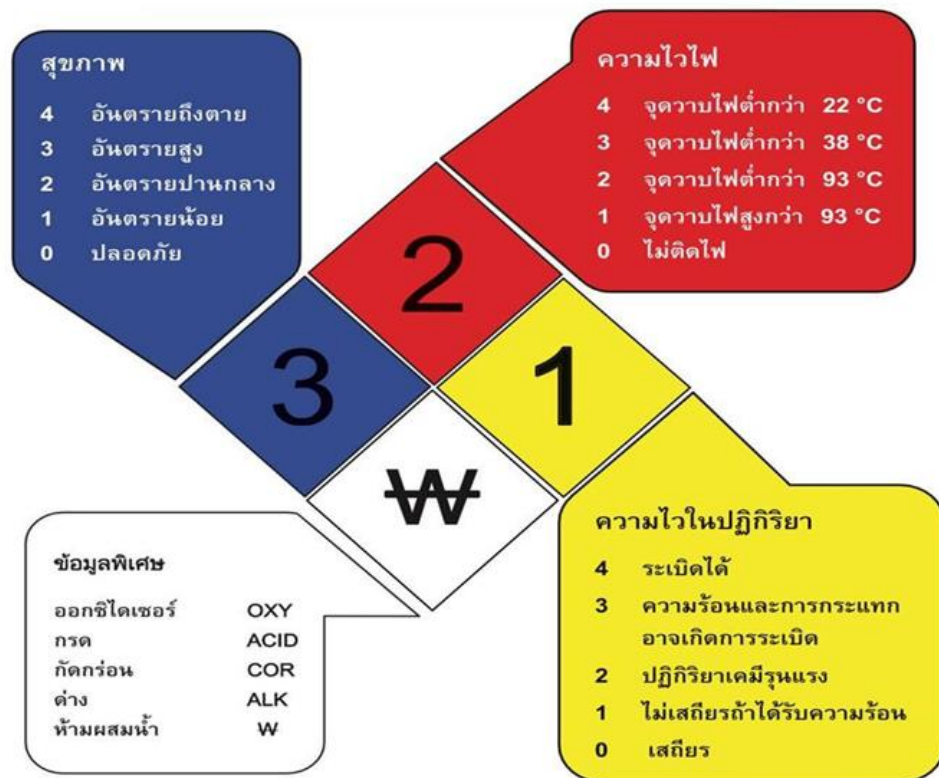 สุขภาพ
4 อันตรายถึงตาย
3 อันตรายสูง
2 อันตรายปานกลาง
1 อันตรายน้อย
0 ปลอดภัย
ความไวไฟ
4 จุดวาบไฟต่ำกว่า 22 °C
3 จุดวาบไฟต่ำกว่า 38 °C
2 จุดวาบไฟต่ำกว่า 93 °C
1 จุดวาบไฟสูงกว่า 93 °C
0 ไม่ติดไฟ
2
3
1
W̶
ข้อมูลพิเศษ
ออกซิไดเซอร์ OXY
กรด ACID
กัดกร่อน COR
ด่าง ALK
ห้ามผสมน้ำ W̶
ความไวในปฏิกิริยา
4 ระเบิดได้
3 ความร้อนและการกระแทก
อาจเกิดการระเบิด
2 ปฏิกิริยาเคมีรุนแรง
1 ไม่เสถียรถ้าได้รับความร้อน
0 เสถียร